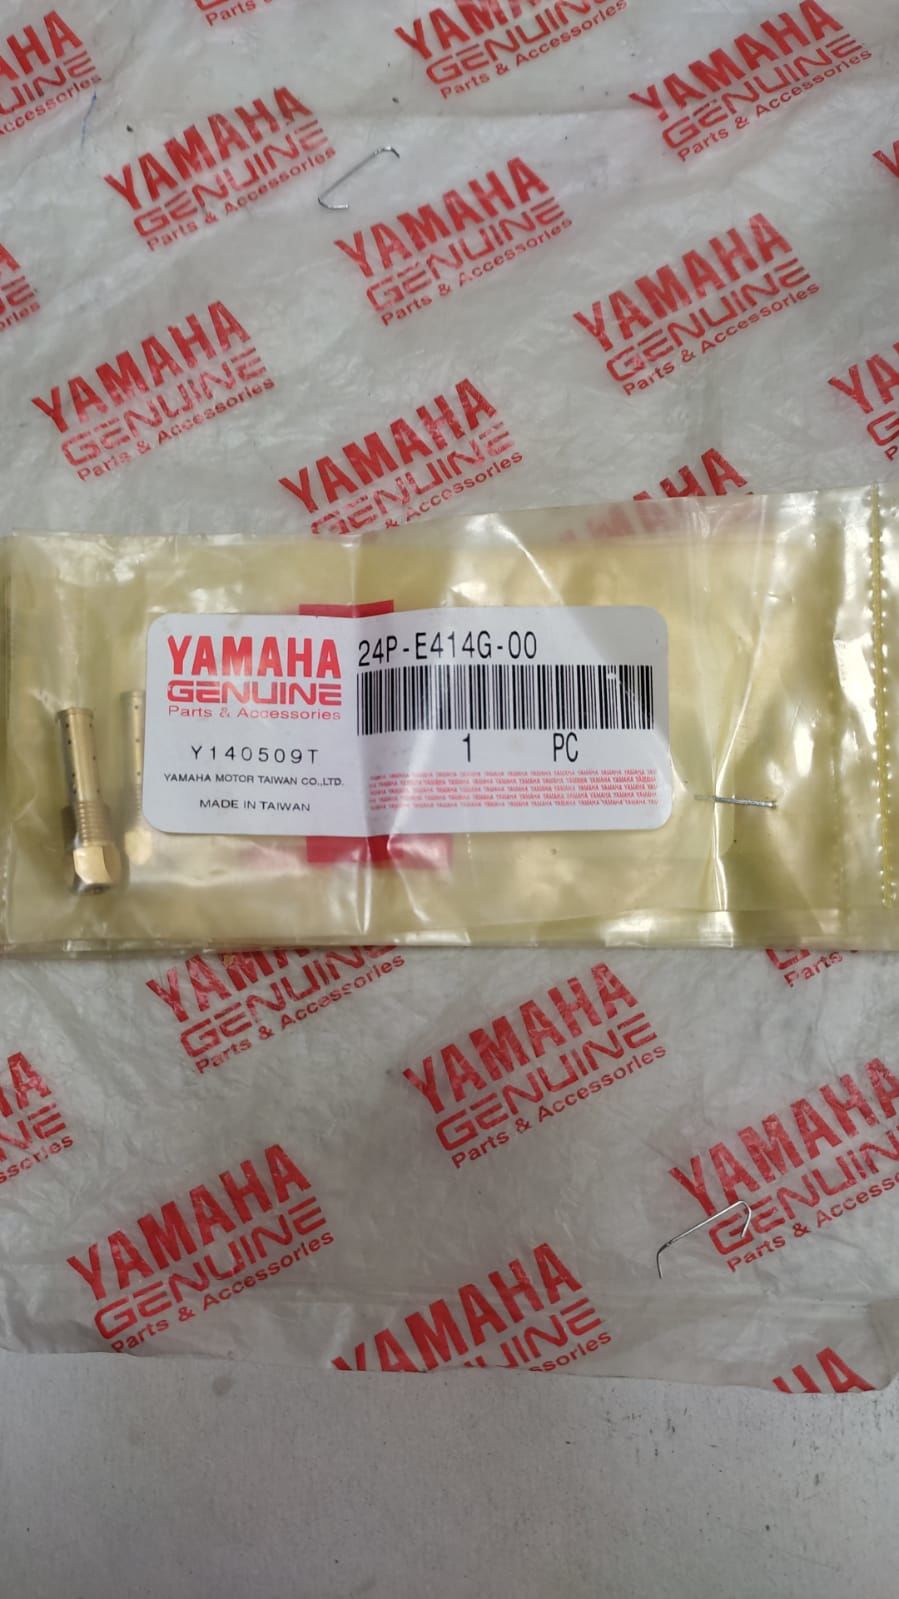 YAMAHA
GENUINE
Parts & Accessories
YAMAHA
GENUINE
Parts & Accessories
YAMAHA
GENUINE
Parts & Accessories
YAMAHA
GENUINE
Parts & Accessories
YAMAHA
GENUINE
Parts & Accessories
YAMAHA
GENUINE
Parts & Accessories
YAMAHA
GENUINE
& Accessories
YAMAHA
YAMAHA
GENUINE
Parts & Accessories
24P-E414G-00
1 PC
Y140509T
YAMAHA MOTOR TAIWAN CO.,LTD.
MADE IN TAIWAN
GENUINE
Parts & Accessories
YAMAHA
GENUINE
Parts & Accessories
YAMAHA
GENUINE
Parts & Accessories
YAMAHA
GENUINE
Parts & Accessories
YAMAHA